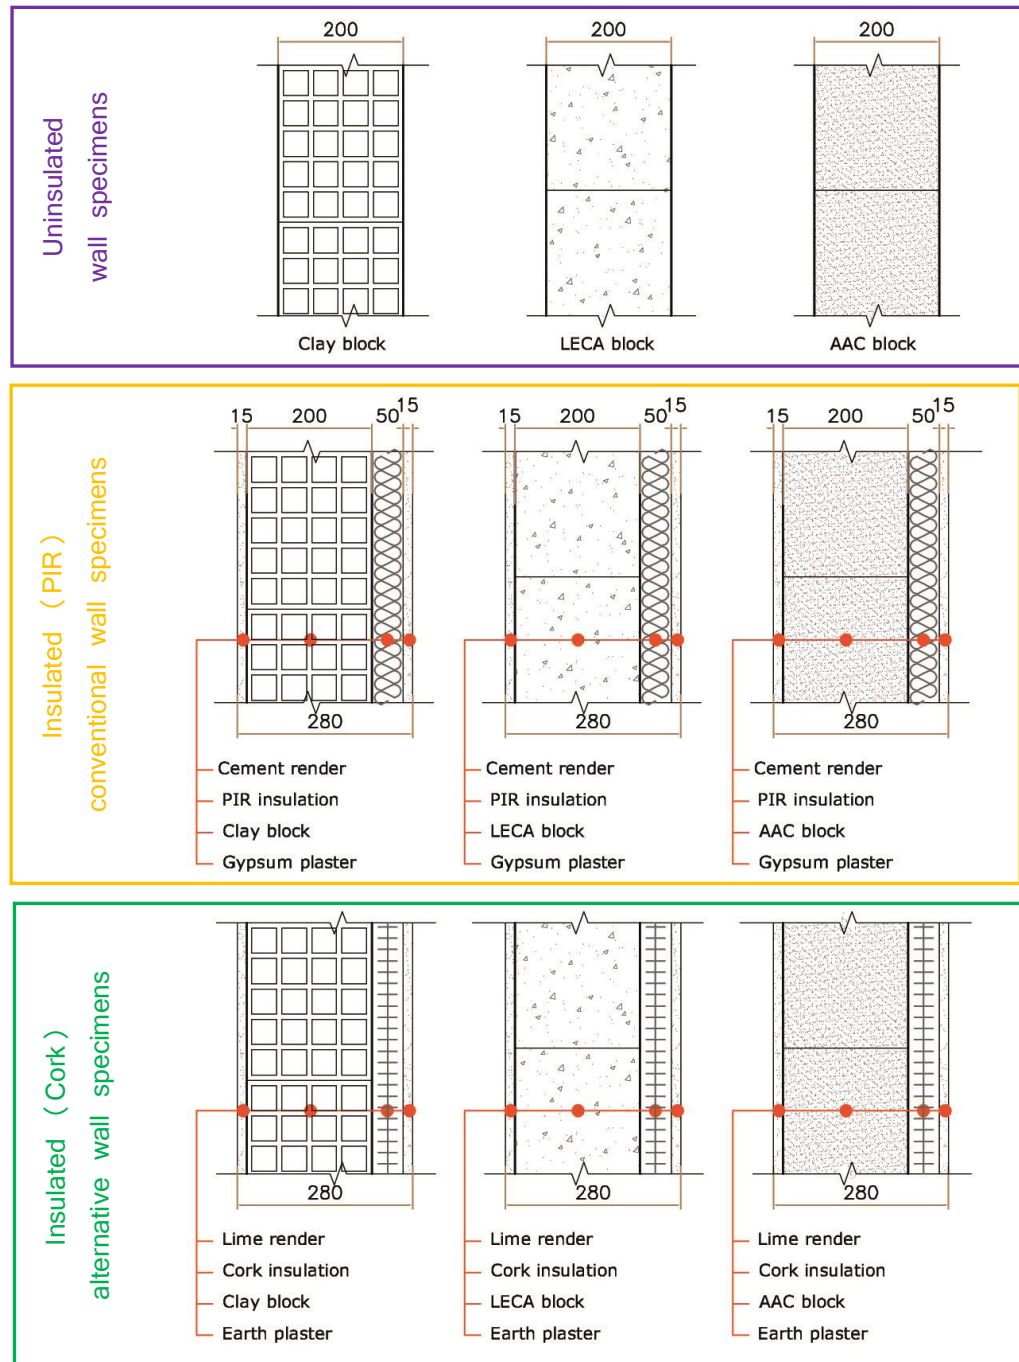 Uninsulated
wall specimens
200
200
200
Clay block
LECA block
AAC block
Insulated (PIR)
conventional wall specimens
15 200 50 15
15 200 50 15
15 200 50 15
280
280
280
Cement render
PIR insulation
Clay block
Gypsum plaster
Cement render
PIR insulation
LECA block
Gypsum plaster
Cement render
PIR insulation
AAC block
Gypsum plaster
Insulated (Cork)
alternative wall specimens
280
280
280
Lime render
Cork insulation
Clay block
Earth plaster
Lime render
Cork insulation
LECA block
Earth plaster
Lime render
Cork insulation
AAC block
Earth plaster